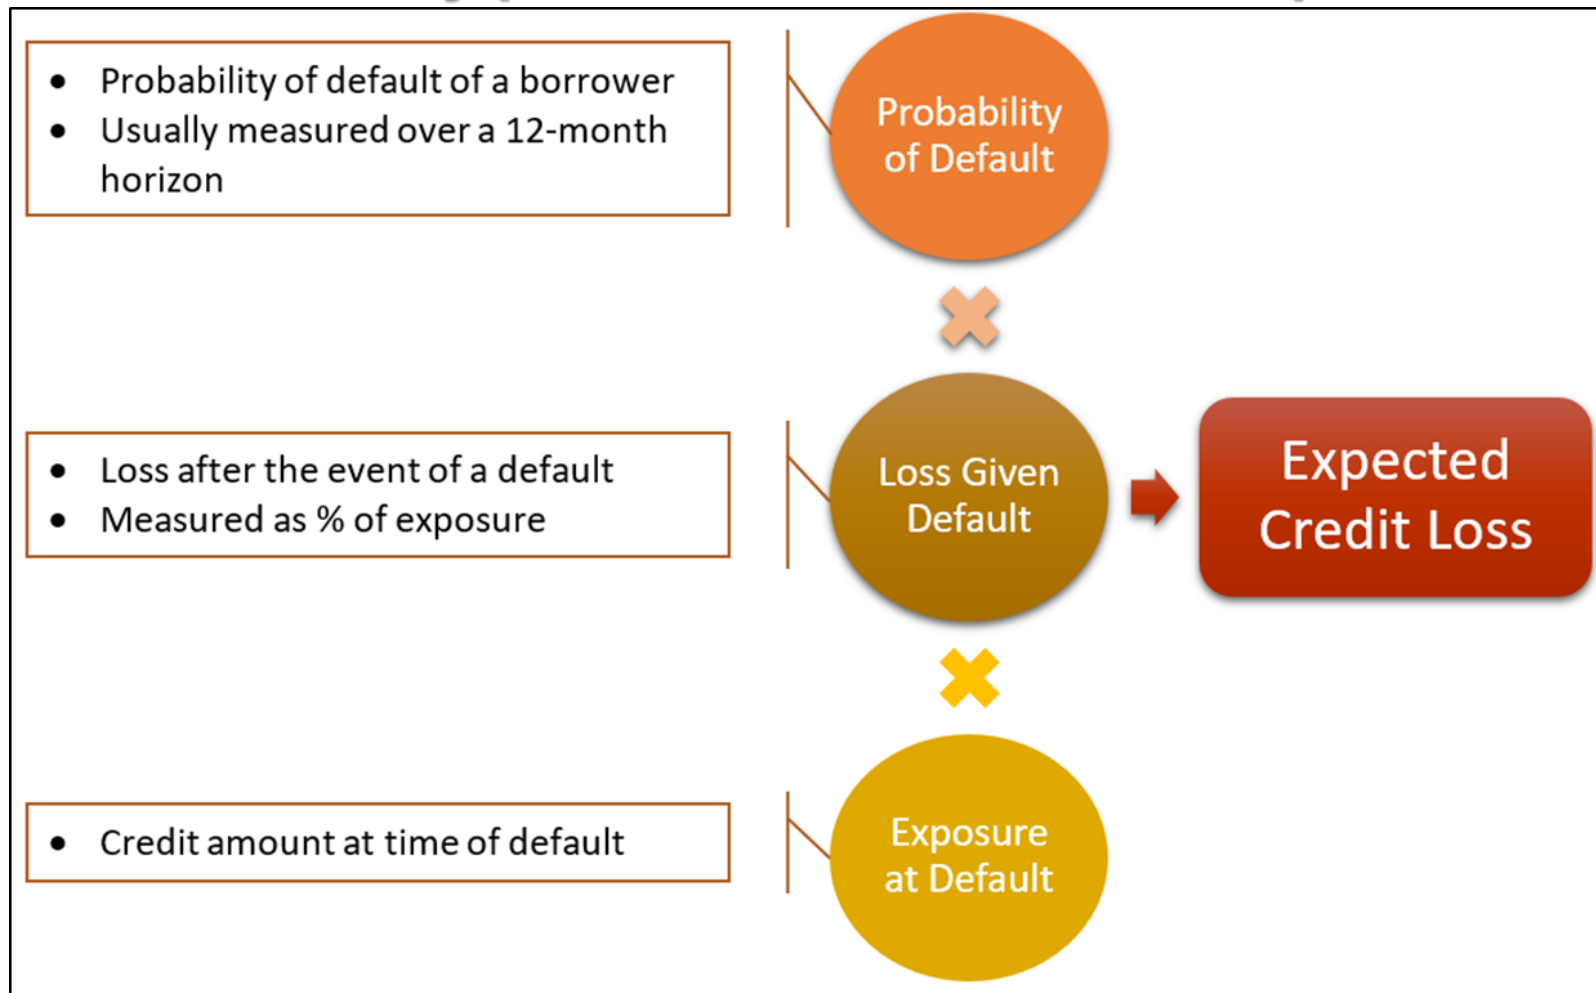 • Probability of default of a borrower
• Usually measured over a 12-month
horizon
Probability
of Default
• Loss after the event of a default
• Measured as % of exposure
Loss Given
Default
Expected
Credit Loss
• Credit amount at time of default
Exposure
at Default